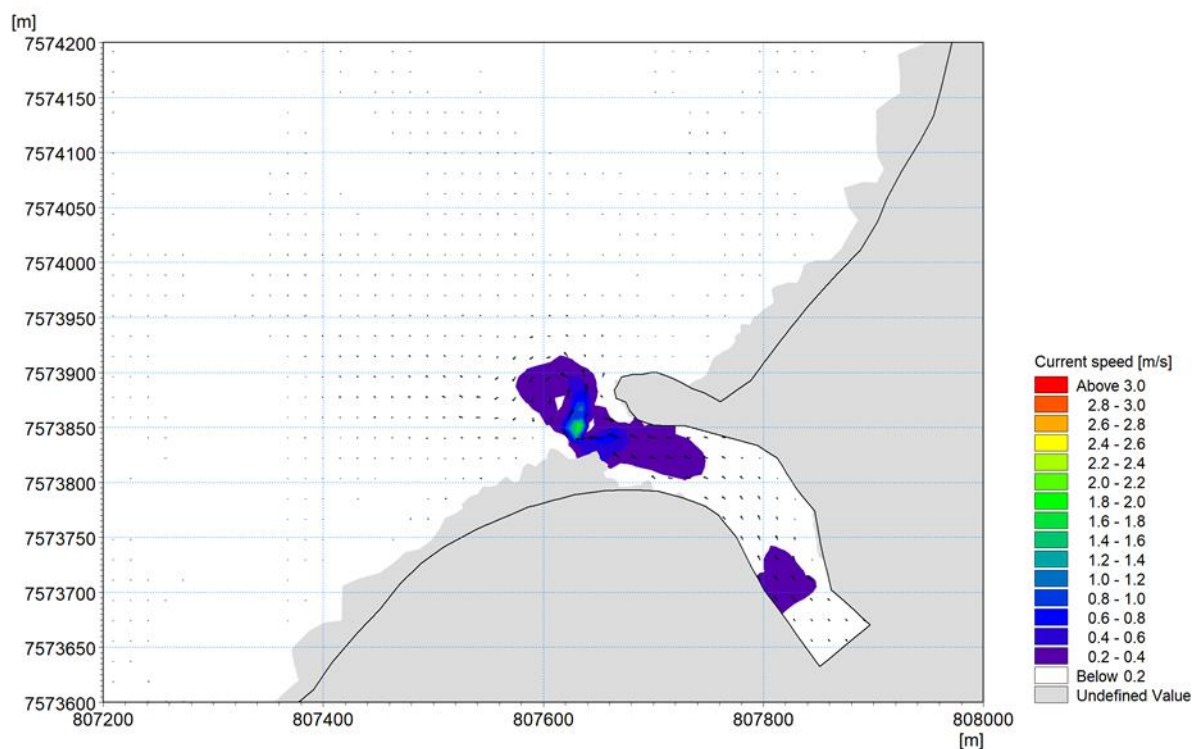 [m]
7574200
7574150
7574100
7574050
7574000
7573950
7573900
7573850
7573800
7573750
7573700
7573650
7573600
807200 807400 807600 807800 808000
[m]
Current speed [m/s]
Above 3.0
2.8 - 3.0
2.6 - 2.8
2.4 - 2.6
2.2 - 2.4
2.0 - 2.2
1.8 - 2.0
1.6 - 1.8
1.4 - 1.6
1.2 - 1.4
1.0 - 1.2
0.8 - 1.0
0.6 - 0.8
0.4 - 0.6
0.2 - 0.4
Below 0.2
Undefined Value